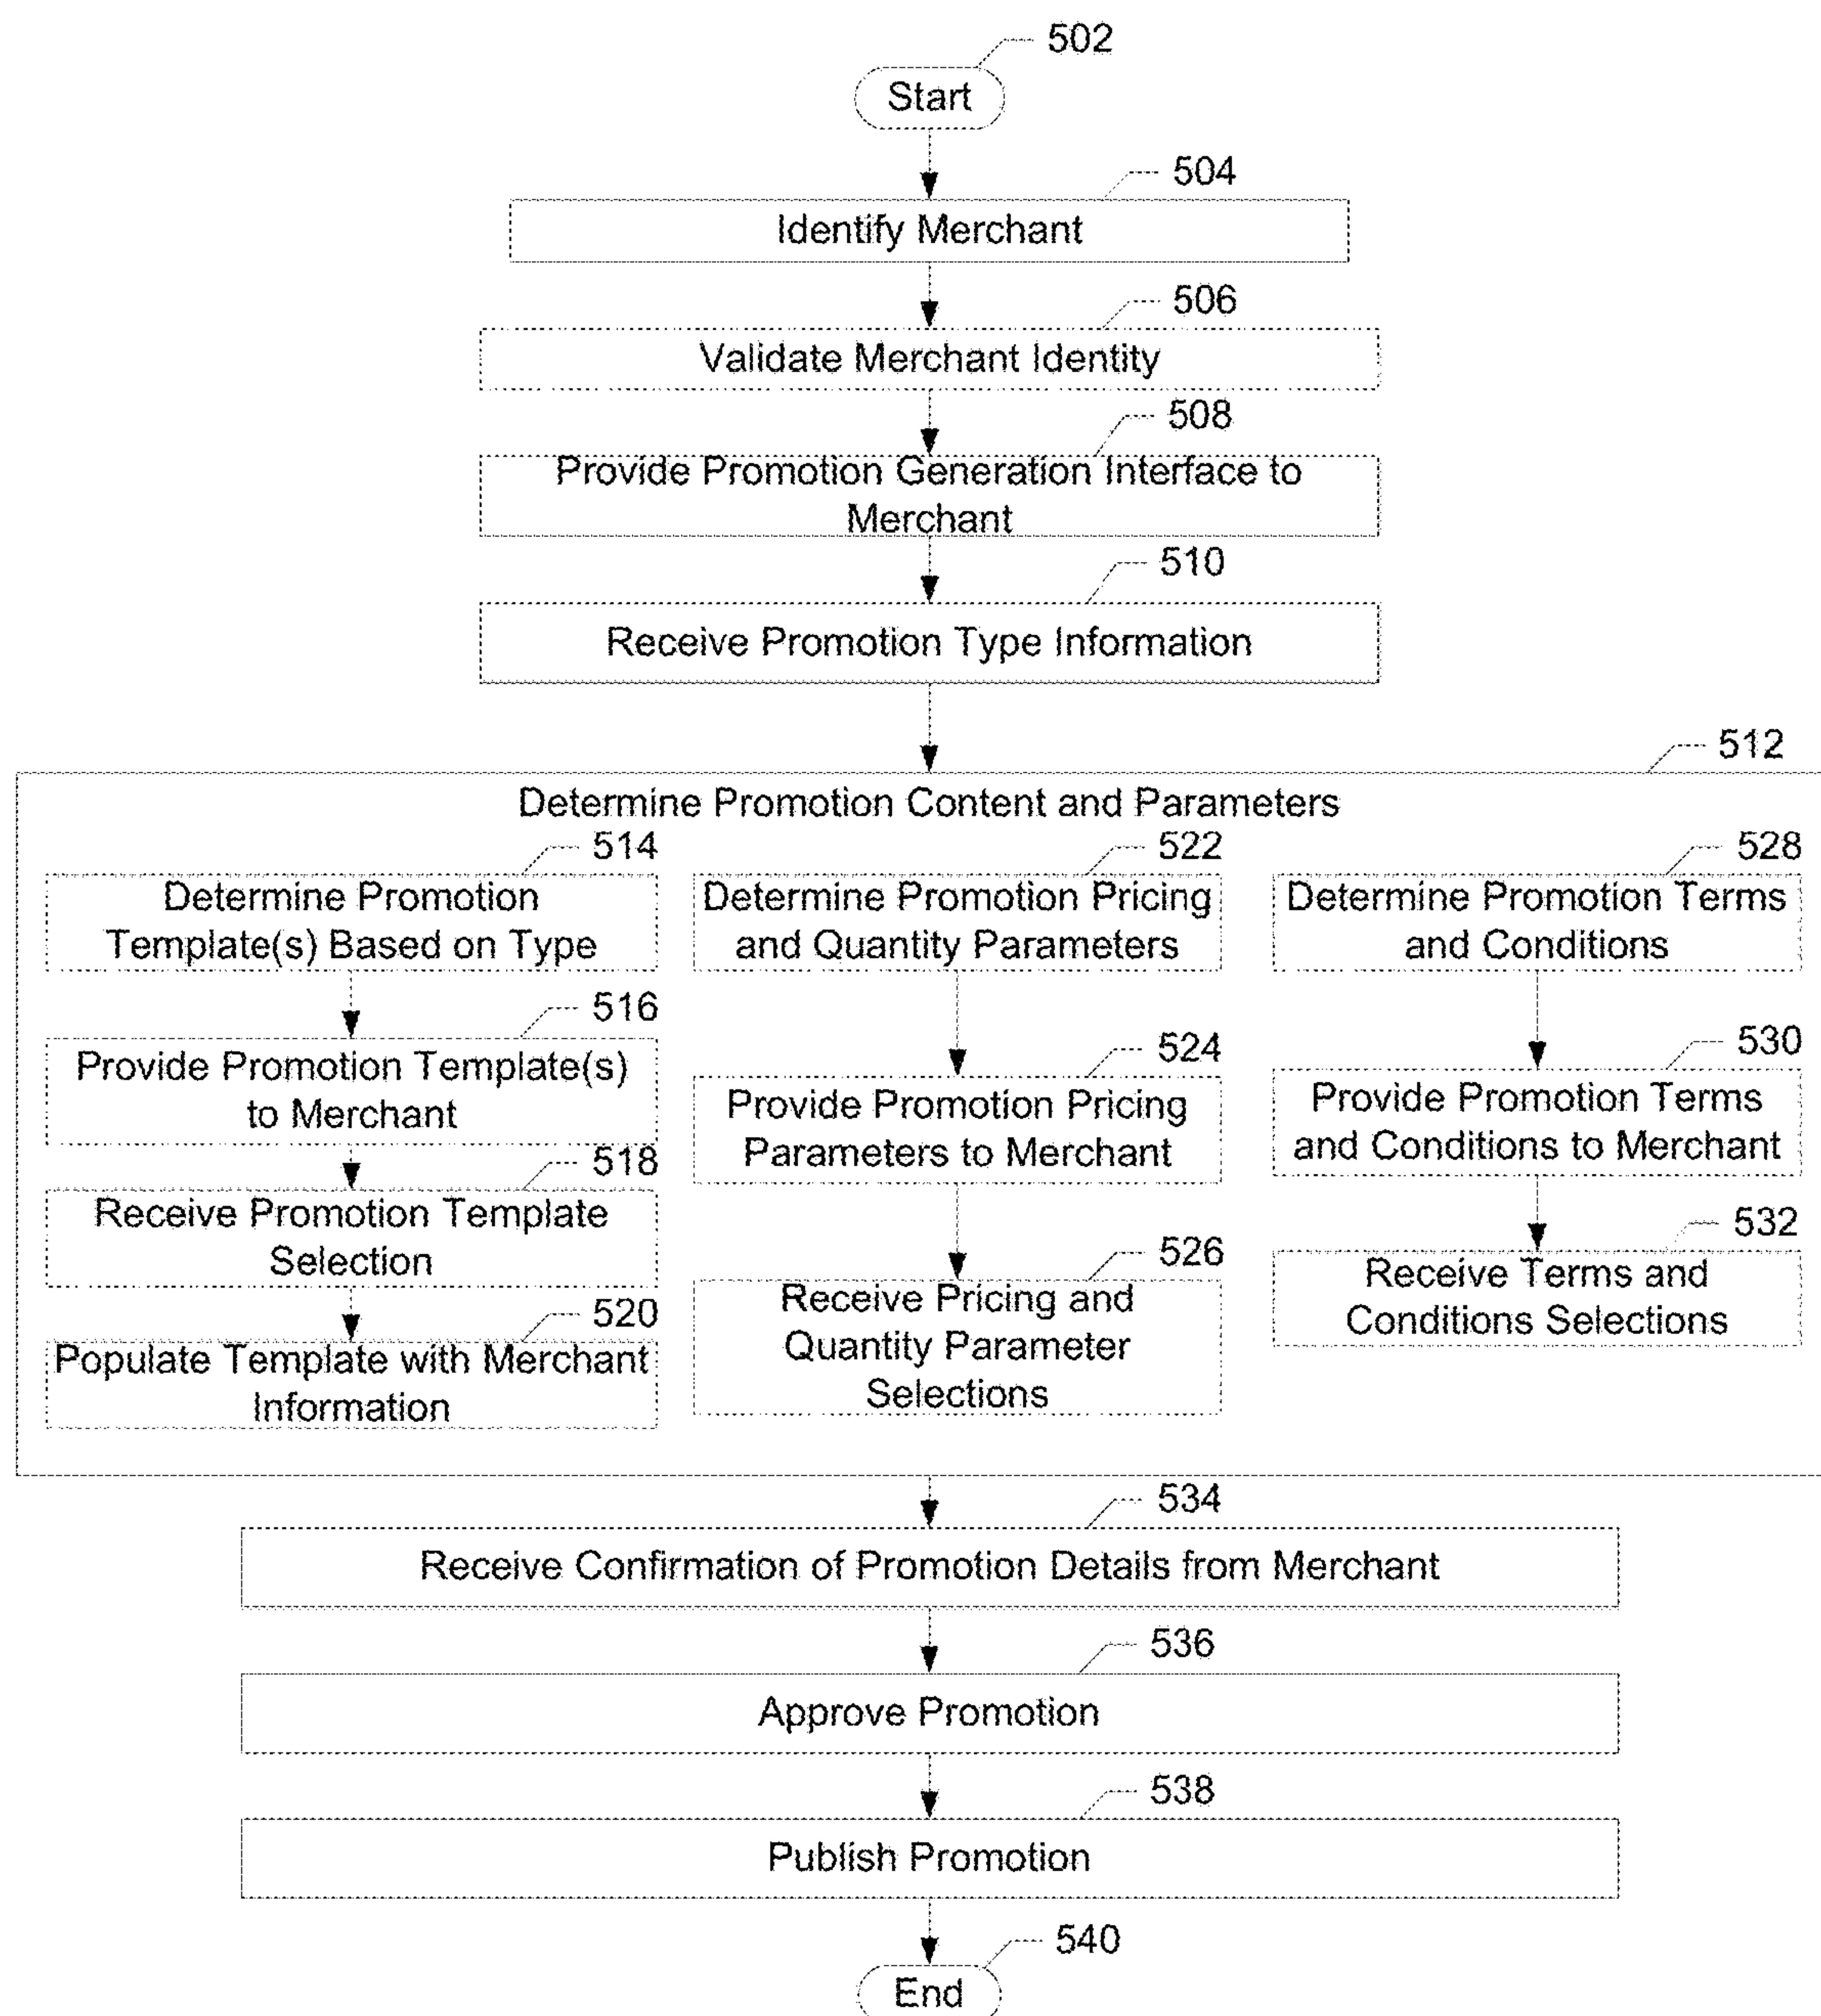 502
Start
504
Identify Merchant
506
Validate Merchant Identity
508
Provide Promotion Generation Interface to
Merchant
510
Receive Promotion Type Information
512
Determine Promotion Content and Parameters
514
Determine Promotion
Template(s) Based on Type
516
Provide Promotion Template(s)
to Merchant
518
Receive Promotion Template
Selection
520
Populate Template with Merchant
Information
522
Determine Promotion Pricing
and Quantity Parameters
524
Provide Promotion Pricing
Parameters to Merchant
526
Receive Pricing and
Quantity Parameter
Selections
528
Determine Promotion Terms
and Conditions
530
Provide Promotion Terms
and Conditions to Merchant
532
Receive Terms and
Conditions Selections
534
Receive Confirmation of Promotion Details from Merchant
536
Approve Promotion
538
Publish Promotion
540
End